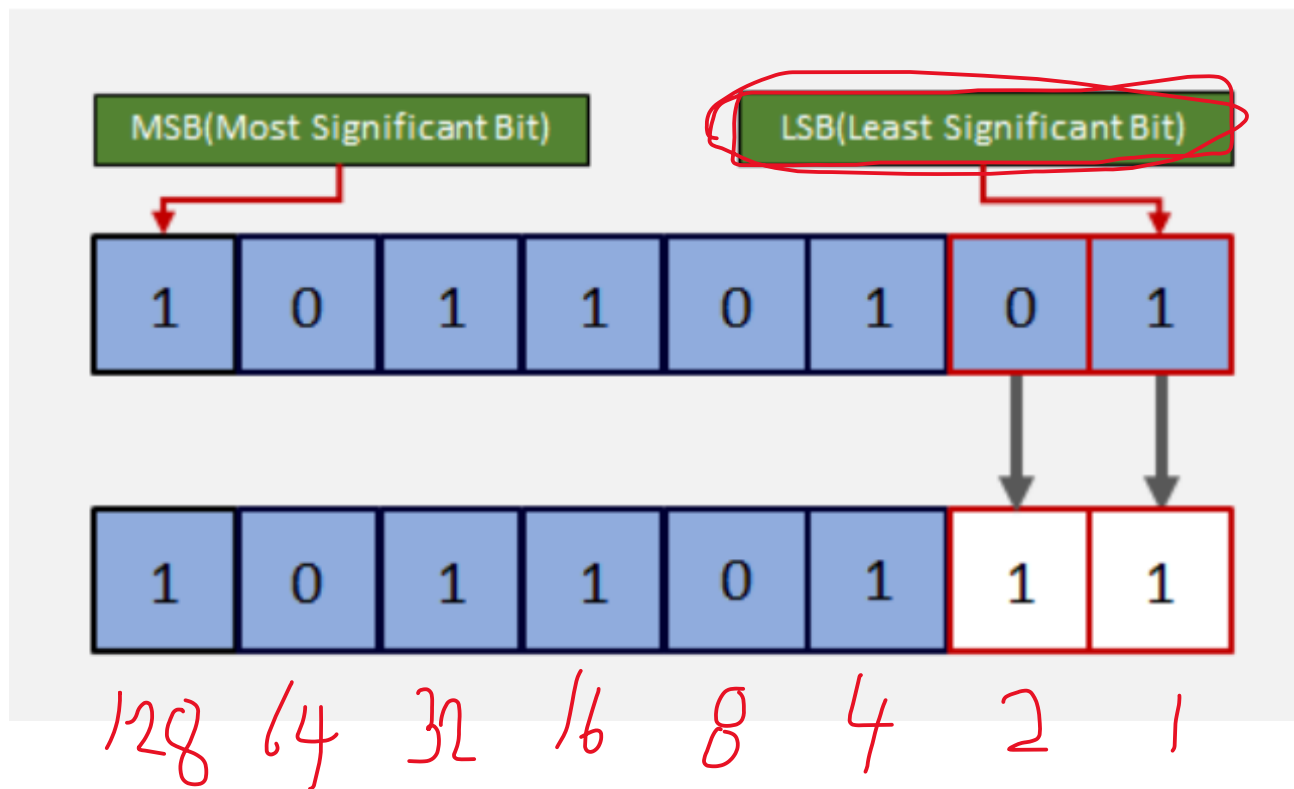 MSB(Most Significant Bit) LSB(Least Significant Bit)
1 0 1 1 0 1 0 1
1 0 1 1 0 1 1 1
128 64 32 16 8 4 2 1